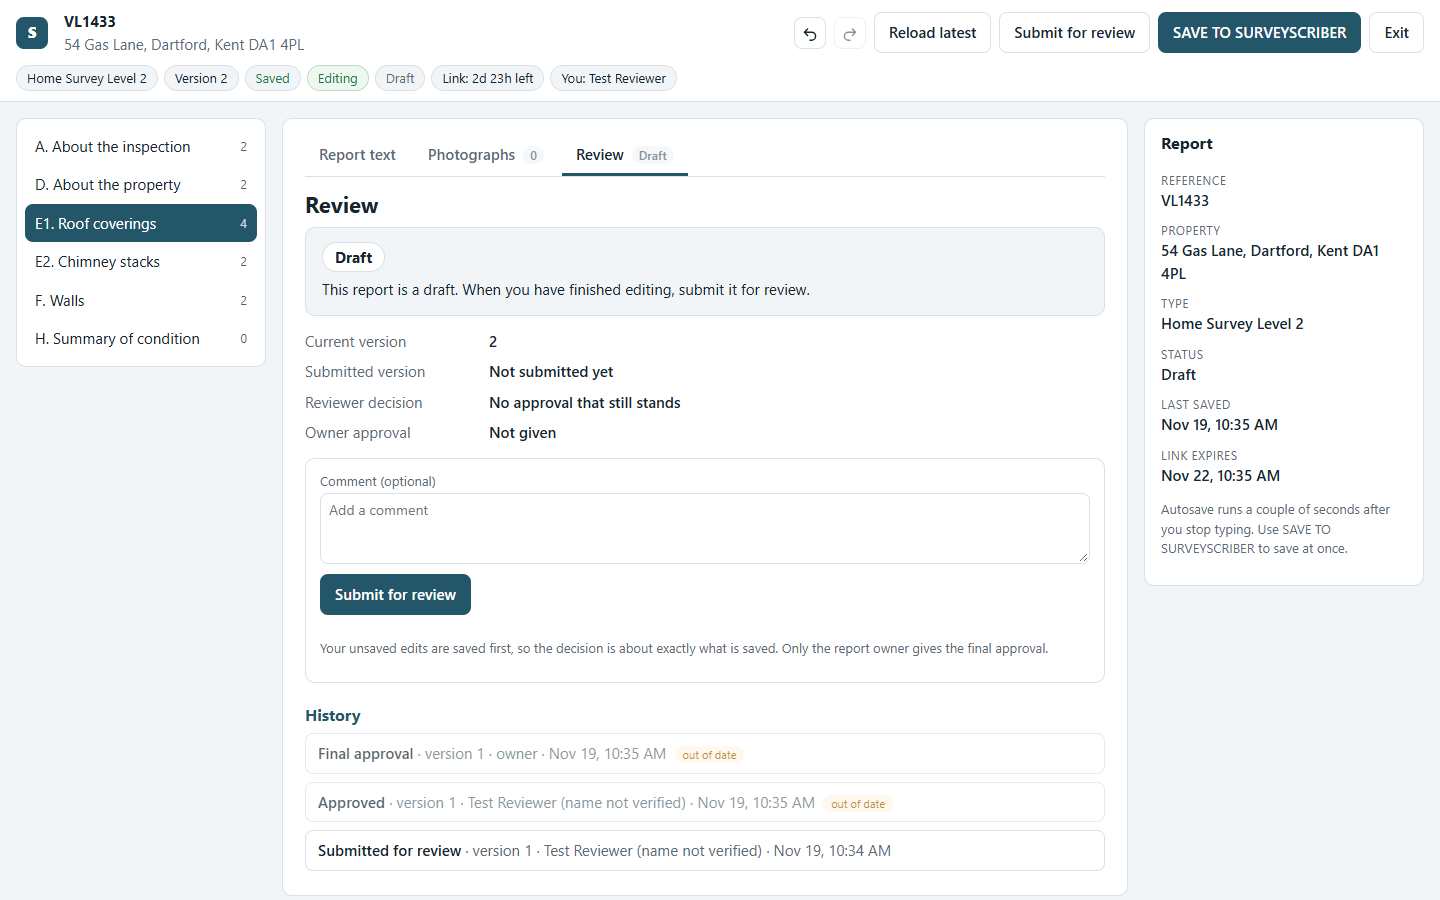 S
VL1433
54 Gas Lane, Dartford, Kent DA1 4PL
Reload latest
Submit for review
SAVE TO SURVEYSCRIBER
Exit
Home Survey Level 2
Version 2
Saved
Editing
Draft
Link: 2d 23h left
You: Test Reviewer
A. About the inspection 2
D. About the property 2
E1. Roof coverings 4
E2. Chimney stacks 2
F. Walls 2
H. Summary of condition 0
Report text
Photographs 0
Review Draft
Review
Draft
This report is a draft. When you have finished editing, submit it for review.
Current version 2
Submitted version Not submitted yet
Reviewer decision No approval that still stands
Owner approval Not given
Comment (optional)
Add a comment
Submit for review
Your unsaved edits are saved first, so the decision is about exactly what is saved. Only the report owner gives the final approval.
History
Final approval · version 1 · owner · Nov 19, 10:35 AM out of date
Approved · version 1 · Test Reviewer (name not verified) · Nov 19, 10:35 AM out of date
Submitted for review · version 1 · Test Reviewer (name not verified) · Nov 19, 10:34 AM
Report
REFERENCE
VL1433
PROPERTY
54 Gas Lane, Dartford, Kent DA1
4PL
TYPE
Home Survey Level 2
STATUS
Draft
LAST SAVED
Nov 19, 10:35 AM
LINK EXPIRES
Nov 22, 10:35 AM
Autosave runs a couple of seconds after
you stop typing. Use SAVE TO
SURVEYSCRIBER to save at once.